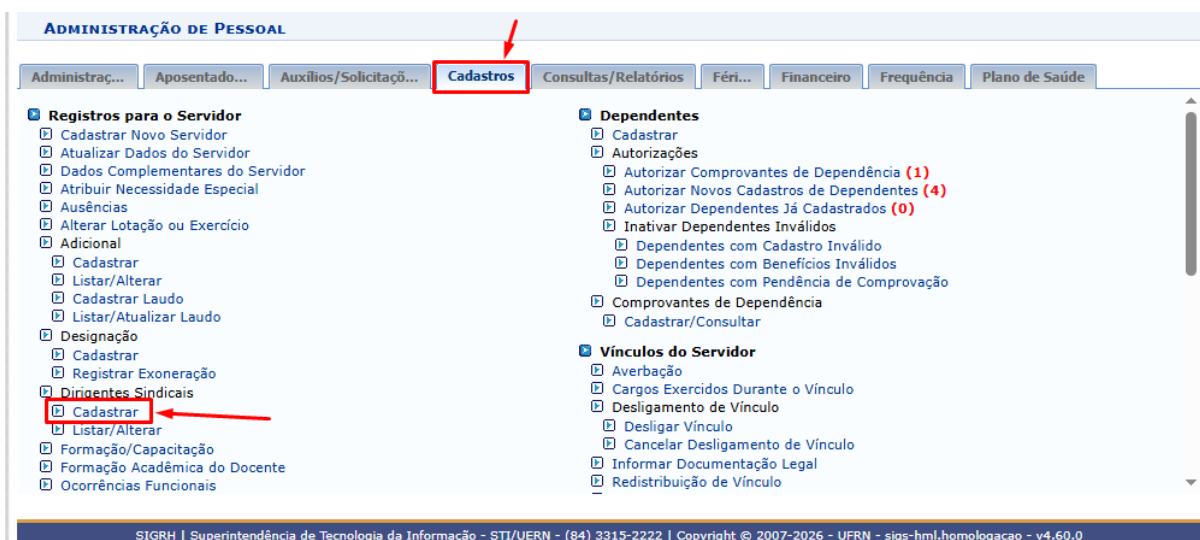 ADMINISTRAÇÃO DE PESSOAL
Administraç... Aposentado... Auxílios/Solicitaçõ... Cadastros Consultas/Relatórios Féri... Financeiro Frequência Plano de Saúde
Registros para o Servidor
Cadastrar Novo Servidor
Atualizar Dados do Servidor
Dados Complementares do Servidor
Atribuir Necessidade Especial
Ausências
Alterar Lotação ou Exercício
Adicional
Cadastrar
Listar/Alterar
Cadastrar Laudo
Listar/Atualizar Laudo
Designação
Cadastrar
Registrar Exoneração
Dirigentes Sindicais
Cadastrar
Listar/Alterar
Formação/Capacitação
Formação Acadêmica do Docente
Ocorrências Funcionais
Dependentes
Cadastrar
Autorizações
Autorizar Comprovantes de Dependência (1)
Autorizar Novos Cadastros de Dependentes (4)
Autorizar Dependentes Já Cadastrados (0)
Inativar Dependentes Inválidos
Dependentes com Cadastro Inválido
Dependentes com Benefícios Inválidos
Dependentes com Pendência de Comprovação
Comprovantes de Dependência
Cadastrar/Consultar
Vínculos do Servidor
Averbação
Cargos Exercidos Durante o Vínculo
Desligamento de Vínculo
Desligar Vínculo
Cancelar Desligamento de Vínculo
Informar Documentação Legal
Redistribuição de Vínculo
SIGRH | Superintendência de Tecnologia da Informação - STI/UERN - (84) 3315-2222 | Copyright © 2007-2026 - UFRN - sigs-hml.homologacao - v4.60.0